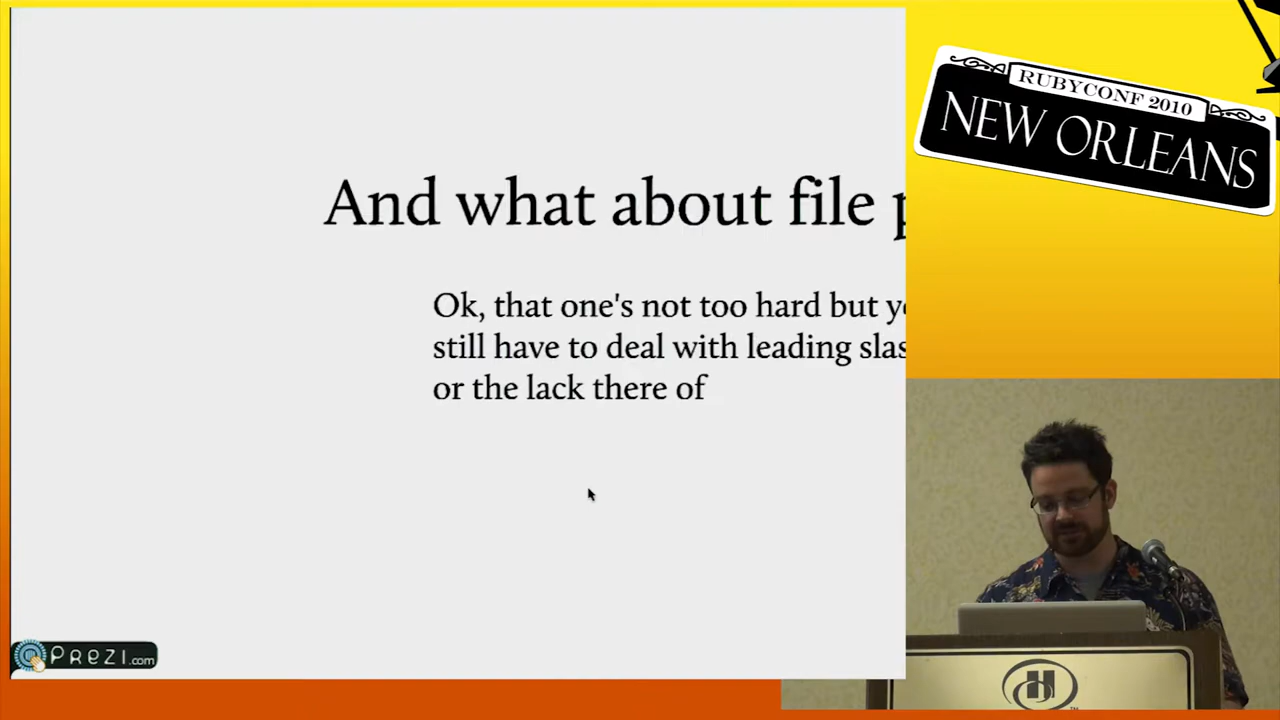 And what about file
Ok, that one's not too hard but
still have to deal with leading
or the lack there of
PREZI.com
RUBYCONF 2010
NEW ORLEANS